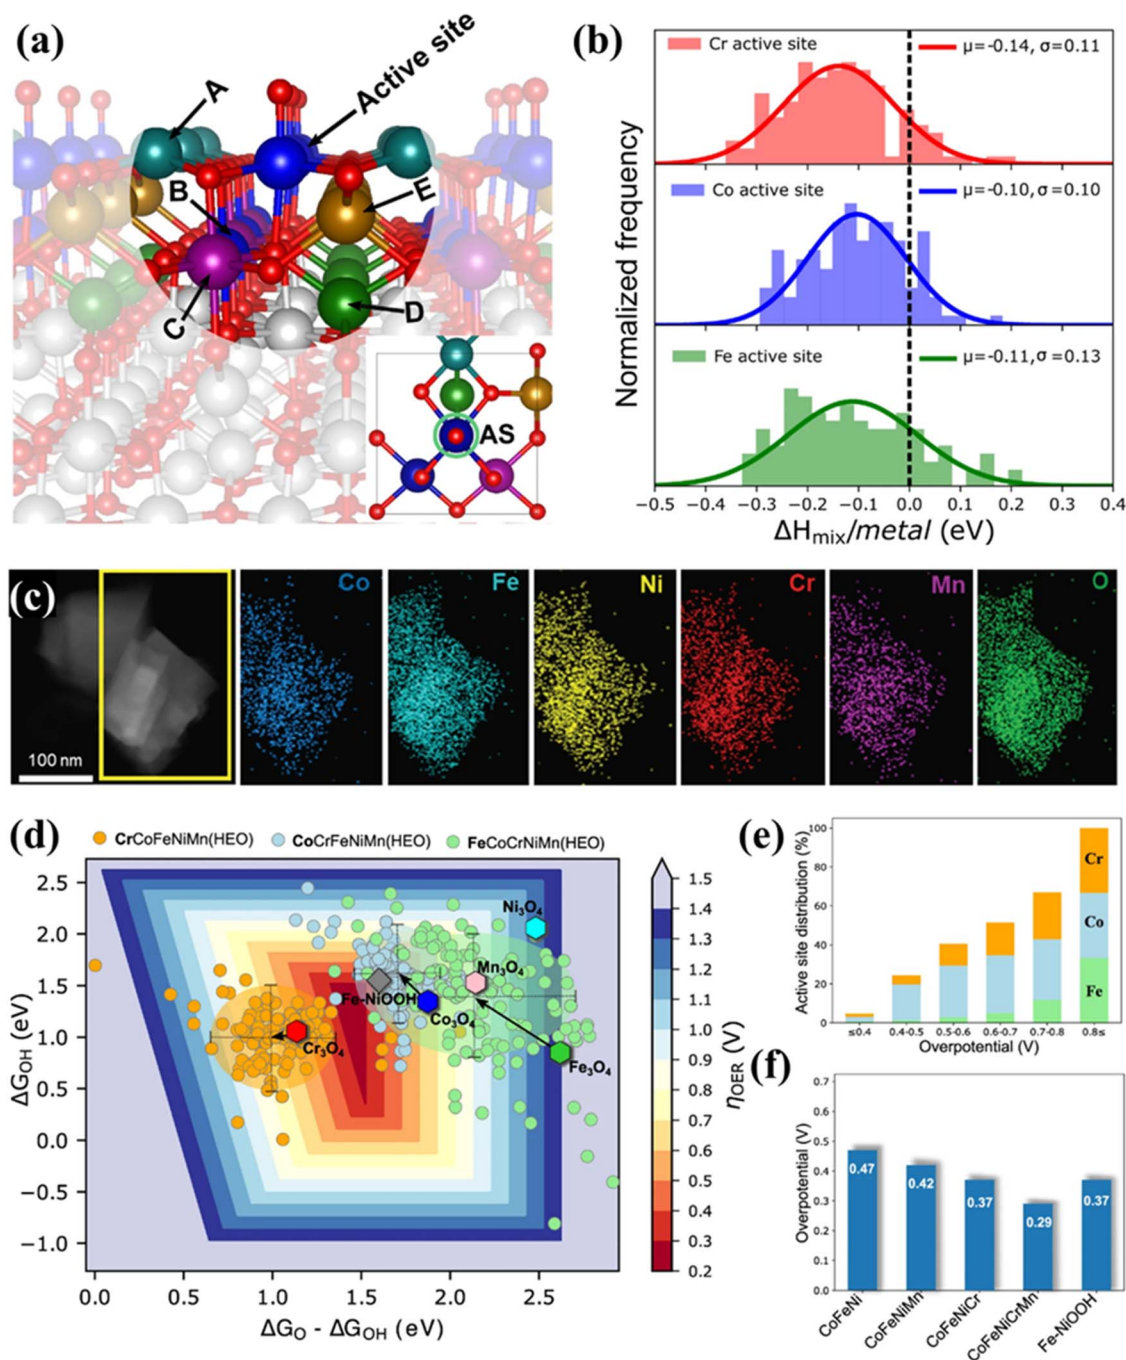 (a)
A
Active site
B
E
C
D
AS
(b)
Normalized frequency
Cr active site
μ=-0.14, σ=0.11
Co active site
μ=-0.10, σ=0.10
Fe active site
μ=-0.11, σ=0.13
−0.5 −0.4 −0.3 −0.2 −0.1 0.0 0.1 0.2 0.3 0.4
ΔHmix/metal (eV)
(c)
100 nm
Co
Fe
Ni
Cr
Mn
O
(d)
CrCoFeNiMn(HEO) CoCrFeNiMn(HEO) FeCoCrNiMn(HEO)
ΔGOH (eV)
2.5
2.0
1.5
1.0
0.5
0.0
−0.5
−1.0
Ni3O4
Mn3O4
Fe-NiOOH
Co3O4
Cr3O4
Fe3O4
0.0 0.5 1.0 1.5 2.0 2.5
ΔGO - ΔGOH (eV)
1.5
1.4
1.3
1.2
1.1
1.0
0.9
0.8
0.7
0.6
0.5
0.4
0.3
0.2
ηOER (V)
(e)
Active site distribution (%)
100
80
60
40
20
0
Cr
Co
Fe
≤0.4 0.4-0.5 0.5-0.6 0.6-0.7 0.7-0.8 0.8≤
Overpotential (V)
(f)
Overpotential (V)
0.7
0.6
0.5
0.4
0.3
0.2
0.1
0.0
0.47
0.42
0.37
0.29
0.37
CoFeNi
CoFeNiMn
CoFeNiCr
CoFeNiCrMn
Fe-NiOOH